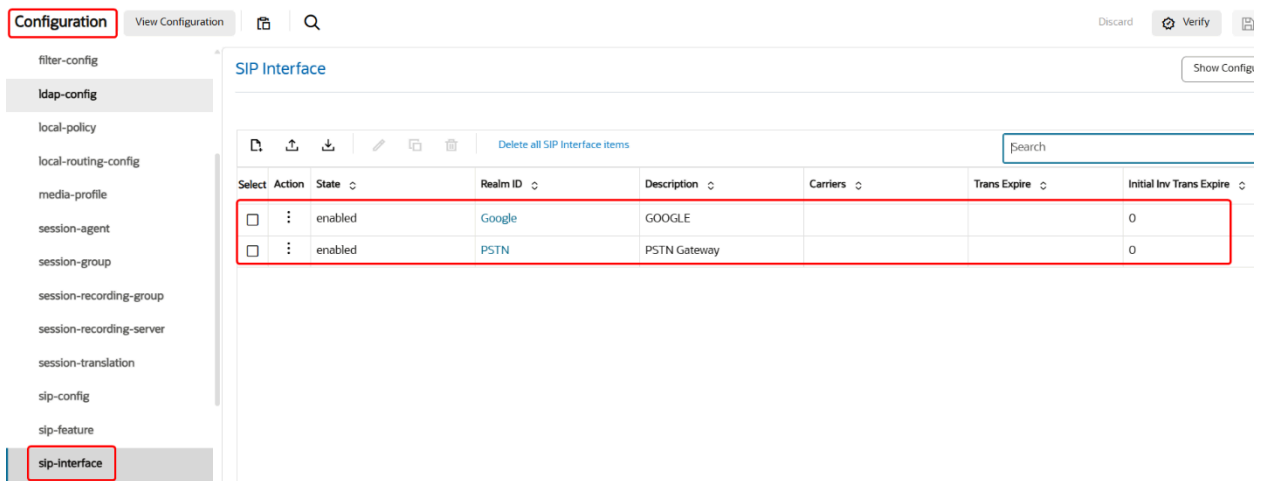 Configuration View Configuration Discard Verify
filter-config
ldap-config
local-policy
local-routing-config
media-profile
session-agent
session-group
session-recording-group
session-recording-server
session-translation
sip-config
sip-feature
sip-interface
SIP Interface
Show Configu
Delete all SIP Interface items
Search
Select Action State Realm ID Description Carriers Trans Expire Initial Inv Trans Expire
enabled Google GOOGLE 0
enabled PSTN PSTN Gateway 0